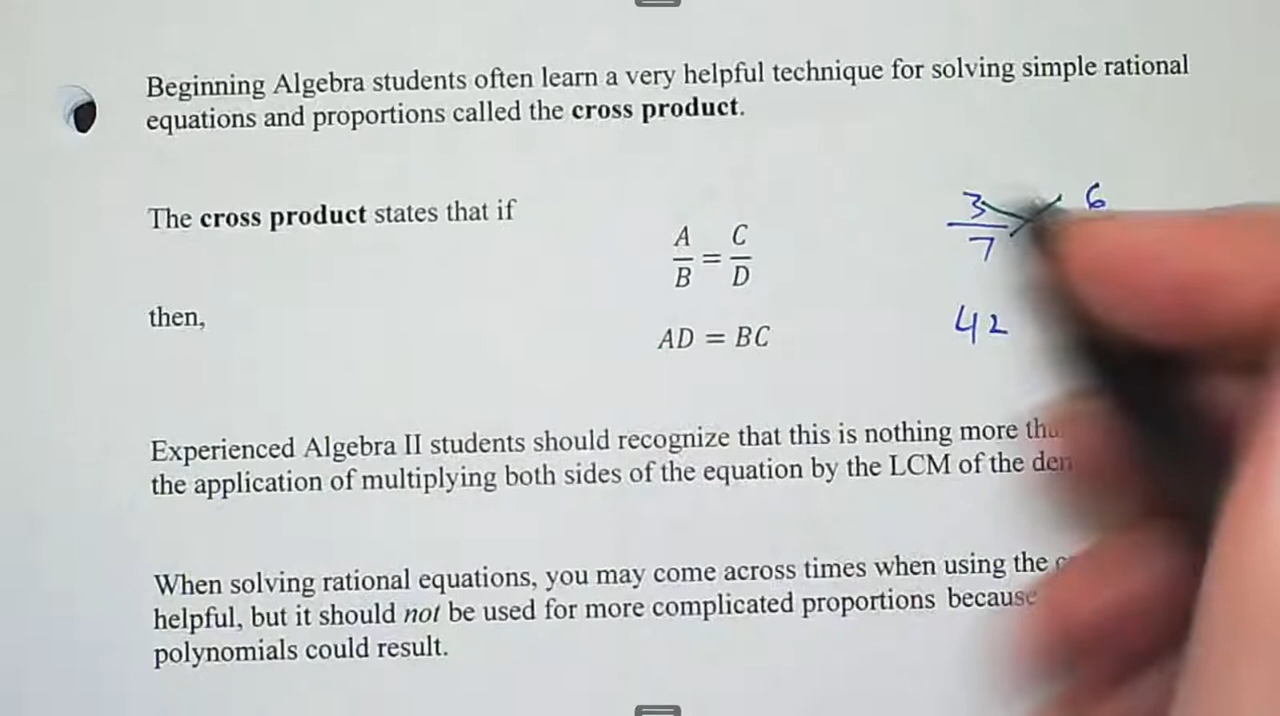 Beginning Algebra students often learn a very helpful technique for solving simple rational
equations and proportions called the cross product.
The cross product states that if
A/B = C/D
3/7 6
then,
AD = BC
42
Experienced Algebra II students should recognize that this is nothing more
the application of multiplying both sides of the equation by the LCM of the
When solving rational equations, you may come across times when using the
helpful, but it should not be used for more complicated proportions because
polynomials could result.